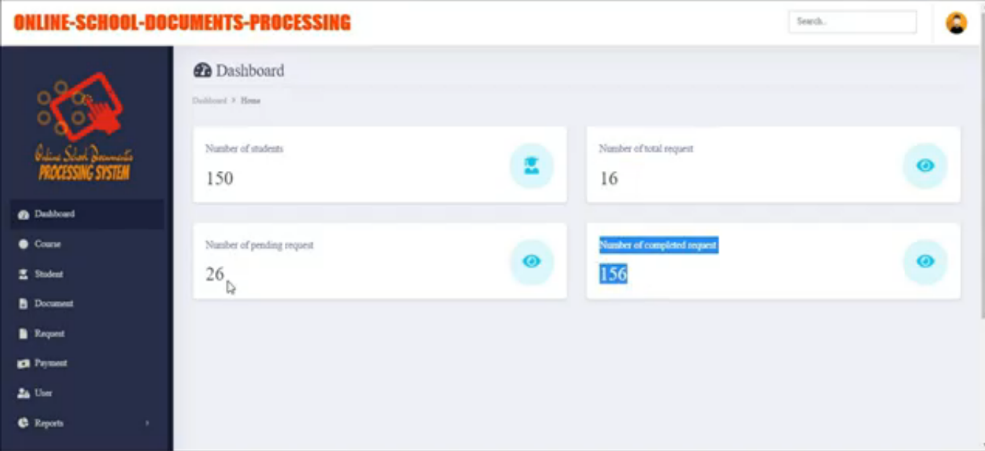 ONLINE-SCHOOL-DOCUMENTS-PROCESSING
Search..
Online School Documents
PROCESSING SYSTEM
Dashboard
Course
Student
Document
Request
Payment
User
Reports
Dashboard
Dashboard > Home
Number of students
150
Number of total request
16
Number of pending request
26
Number of completed request
156